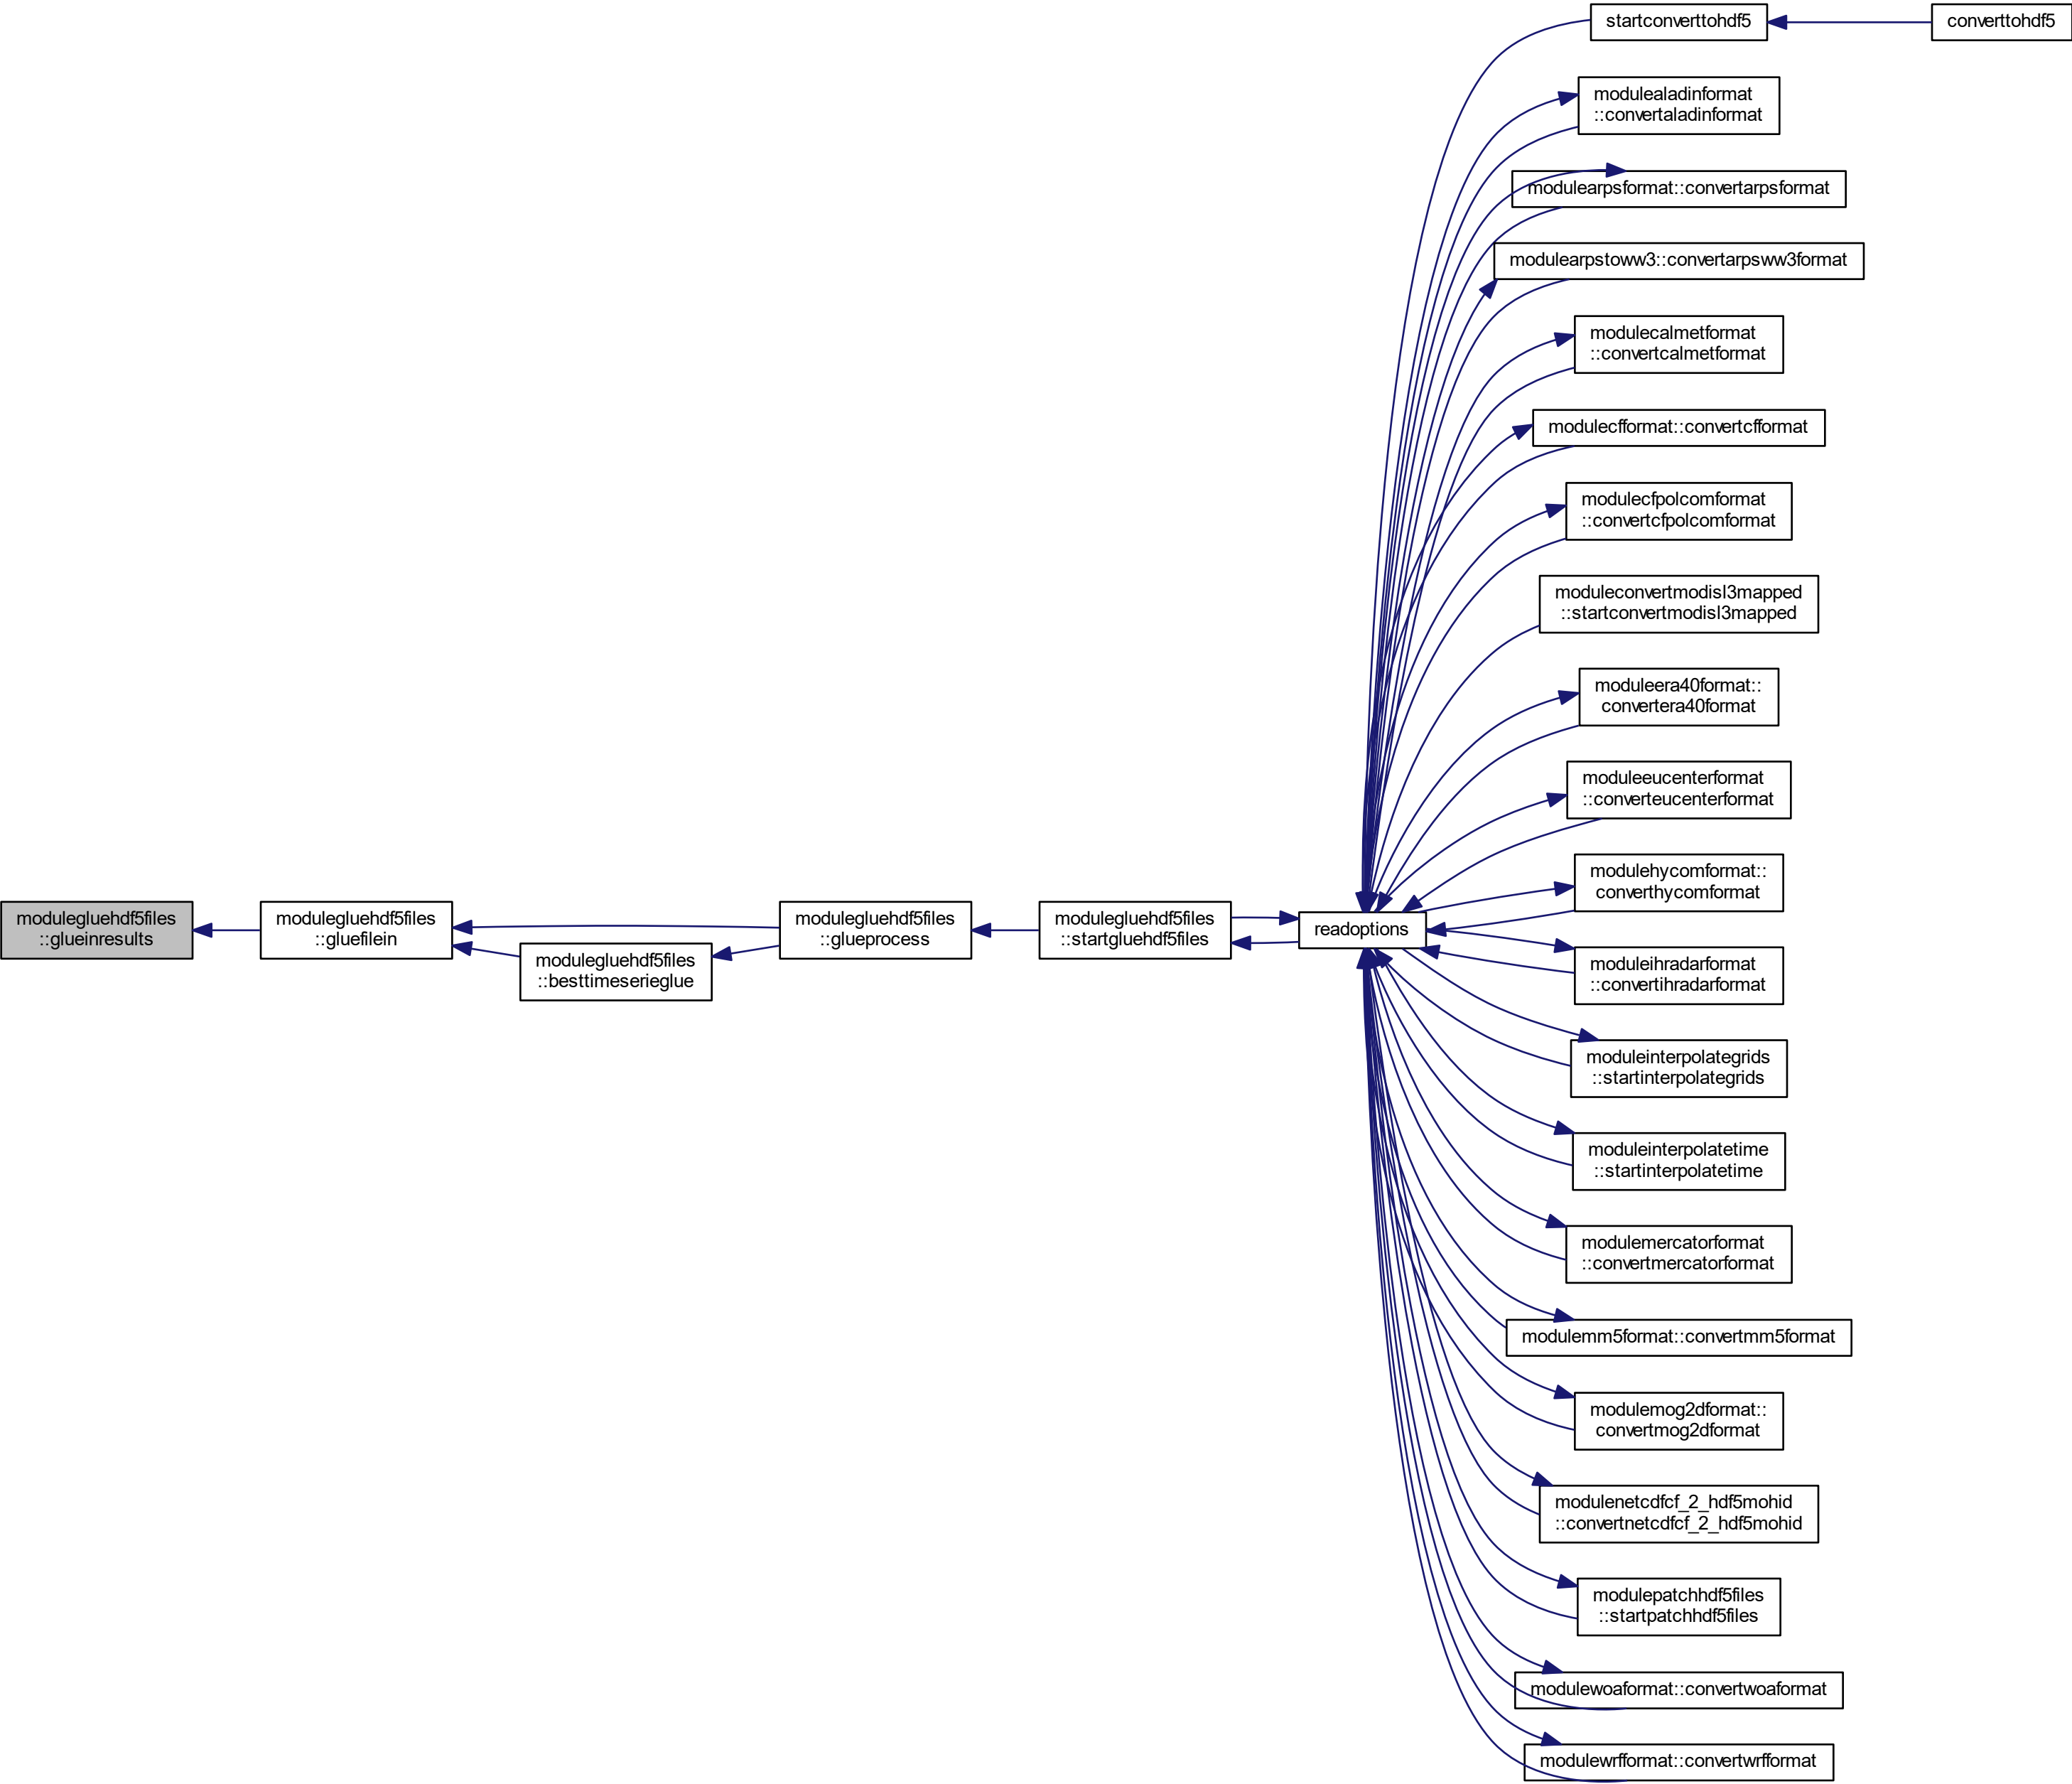 startconverttohdf5
converttohdf5
modulealadinformat
::convertaladinformat
modulearpsformat::convertarpsformat
modulearpstoww3::convertarpsww3format
modulecalmetformat
::convertcalmetformat
modulecfformat::convertcfformat
modulecfpolcomformat
::convertcfpolcomformat
moduleconvertmodisl3mapped
::startconvertmodisl3mapped
moduleera40format::
convertera40format
moduleeucenterformat
::converteucenterformat
modulehycomformat::
converthycomformat
modulegluehdf5files
::glueinresults
modulegluehdf5files
::gluefilein
modulegluehdf5files
::besttimeserieglue
modulegluehdf5files
::glueprocess
modulegluehdf5files
::startgluehdf5files
readoptions
moduleihradarformat
::convertihradarformat
moduleinterpolategrids
::startinterpolategrids
moduleinterpolatetime
::startinterpolatetime
modulemercatorformat
::convertmercatorformat
modulemm5format::convertmm5format
modulemog2dformat::
convertmog2dformat
modulenetcdfcf_2_hdf5mohid
::convertnetcdfcf_2_hdf5mohid
modulepatchhdf5files
::startpatchhdf5files
modulewoaformat::convertwoaformat
modulewrfformat::convertwrfformat